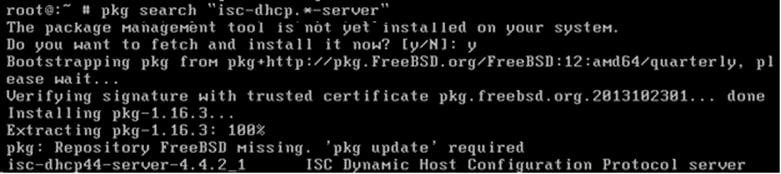 root@:~ # pkg search "isc-dhcp.*-server"
The package management tool is not yet installed on your system.
Do you want to fetch and install it now? [y/N]: y
Bootstrapping pkg from pkg+http://pkg.FreeBSD.org/FreeBSD:12:amd64/quarterly, pl
ease wait...
Verifying signature with trusted certificate pkg.freebsd.org.2013102301... done
Installing pkg-1.16.3...
Extracting pkg-1.16.3: 100%
pkg: Repository FreeBSD missing. 'pkg update' required
isc-dhcp44-server-4.4.2_1      ISC Dynamic Host Configuration Protocol server